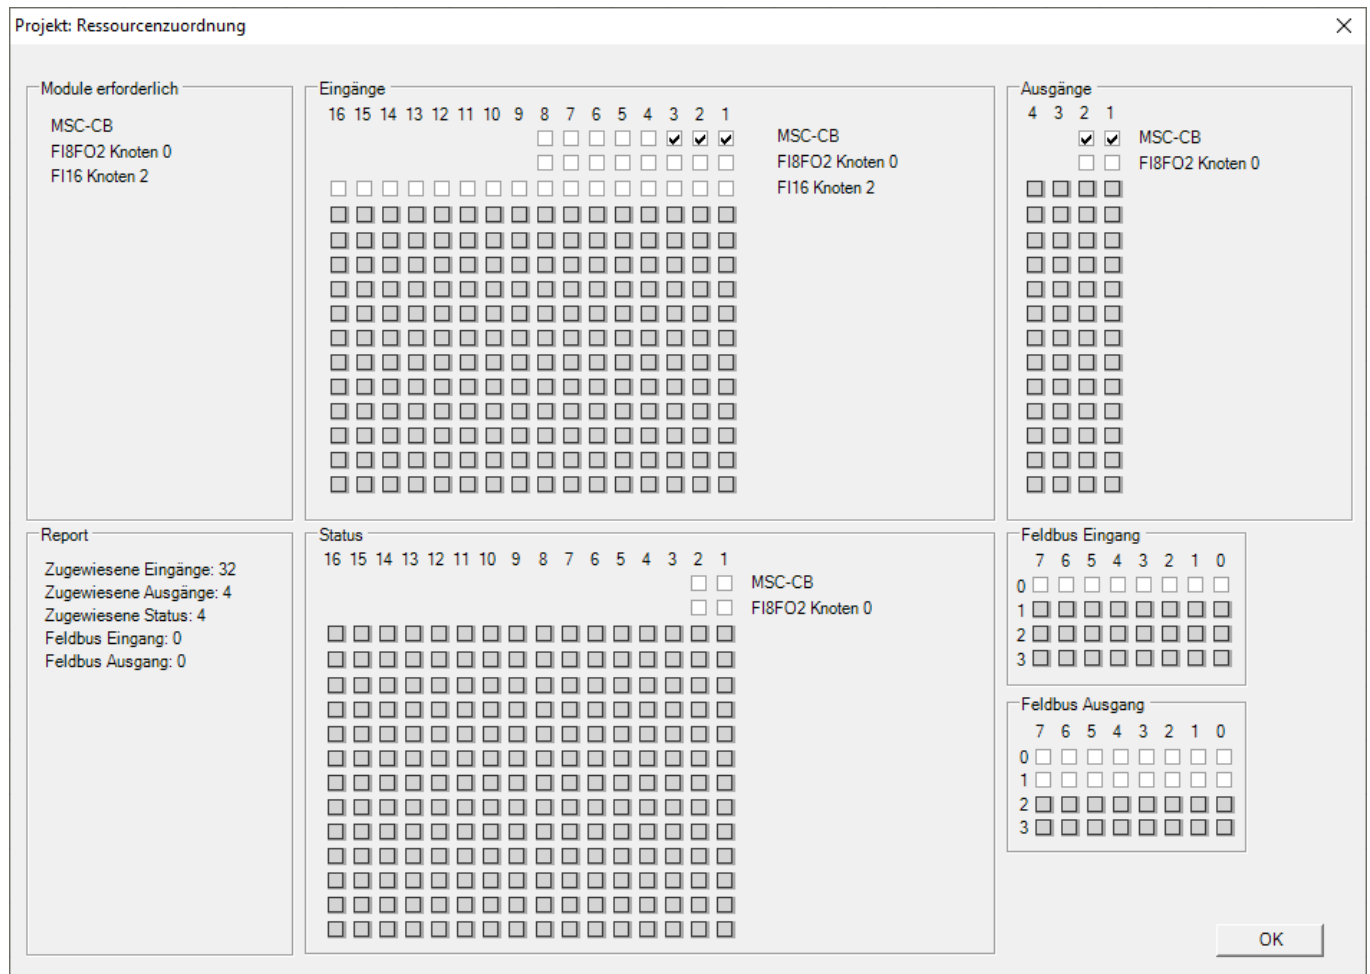 Projekt: Ressourcenzuordnung
Module erforderlich
MSC-CB
FI8FO2 Knoten 0
FI16 Knoten 2
Eingänge
16 15 14 13 12 11 10 9 8 7 6 5 4 3 2 1
MSC-CB
FI8FO2 Knoten 0
FI16 Knoten 2
Ausgänge
4 3 2 1
MSC-CB
FI8FO2 Knoten 0
Report
Zugewiesene Eingänge: 32
Zugewiesene Ausgänge: 4
Zugewiesene Status: 4
Feldbus Eingang: 0
Feldbus Ausgang: 0
Status
16 15 14 13 12 11 10 9 8 7 6 5 4 3 2 1
MSC-CB
FI8FO2 Knoten 0
Feldbus Eingang
7 6 5 4 3 2 1 0
0
1
2
3
Feldbus Ausgang
7 6 5 4 3 2 1 0
0
1
2
3
OK